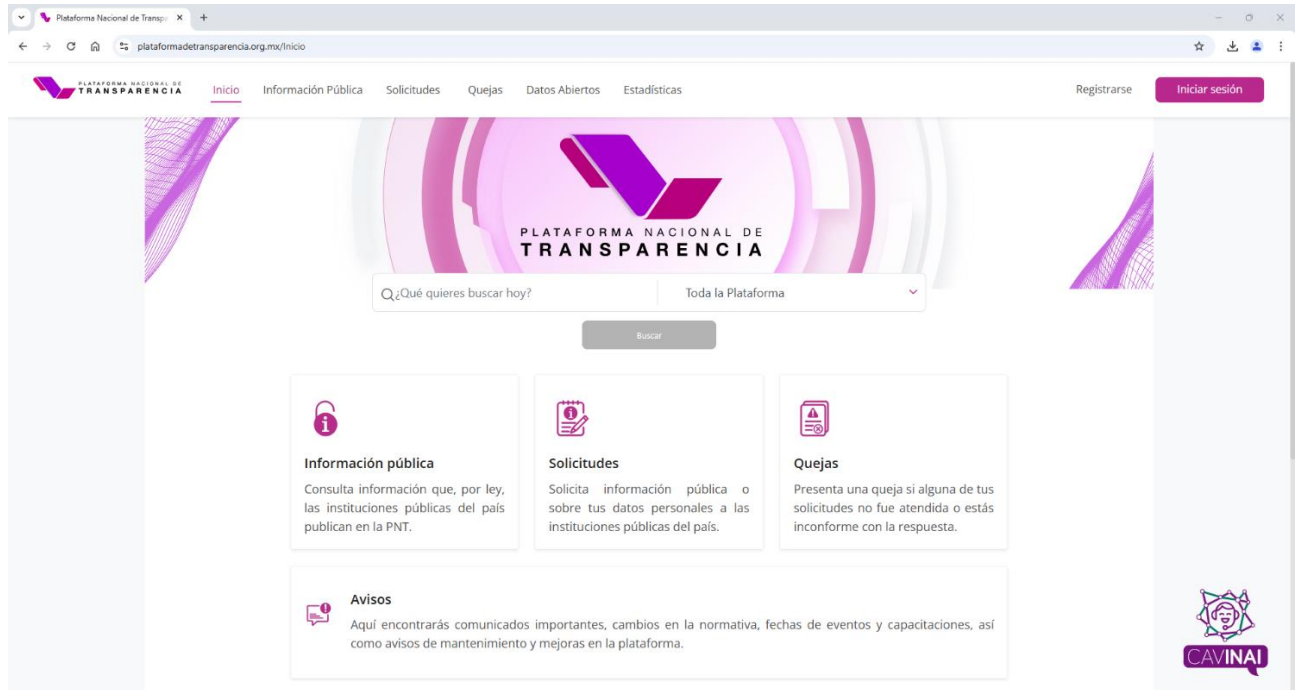 Plataforma Nacional de Transp
plataformadetransparencia.org.mx/Inicio
PLATAFORMA NACIONAL DE
TRANSPARENCIA
Inicio Información Pública Solicitudes Quejas Datos Abiertos Estadísticas Registrarse Iniciar sesión
PLATAFORMA NACIONAL DE
TRANSPARENCIA
¿Qué quieres buscar hoy? Toda la Plataforma
Buscar
Información pública
Consulta información que, por ley,
las instituciones públicas del país
publican en la PNT.
Solicitudes
Solicita información pública o
sobre tus datos personales a las
instituciones públicas del país.
Quejas
Presenta una queja si alguna de tus
solicitudes no fue atendida o estás
inconforme con la respuesta.
Avisos
Aquí encontrarás comunicados importantes, cambios en la normativa, fechas de eventos y capacitaciones, así
como avisos de mantenimiento y mejoras en la plataforma.
CAVINAI